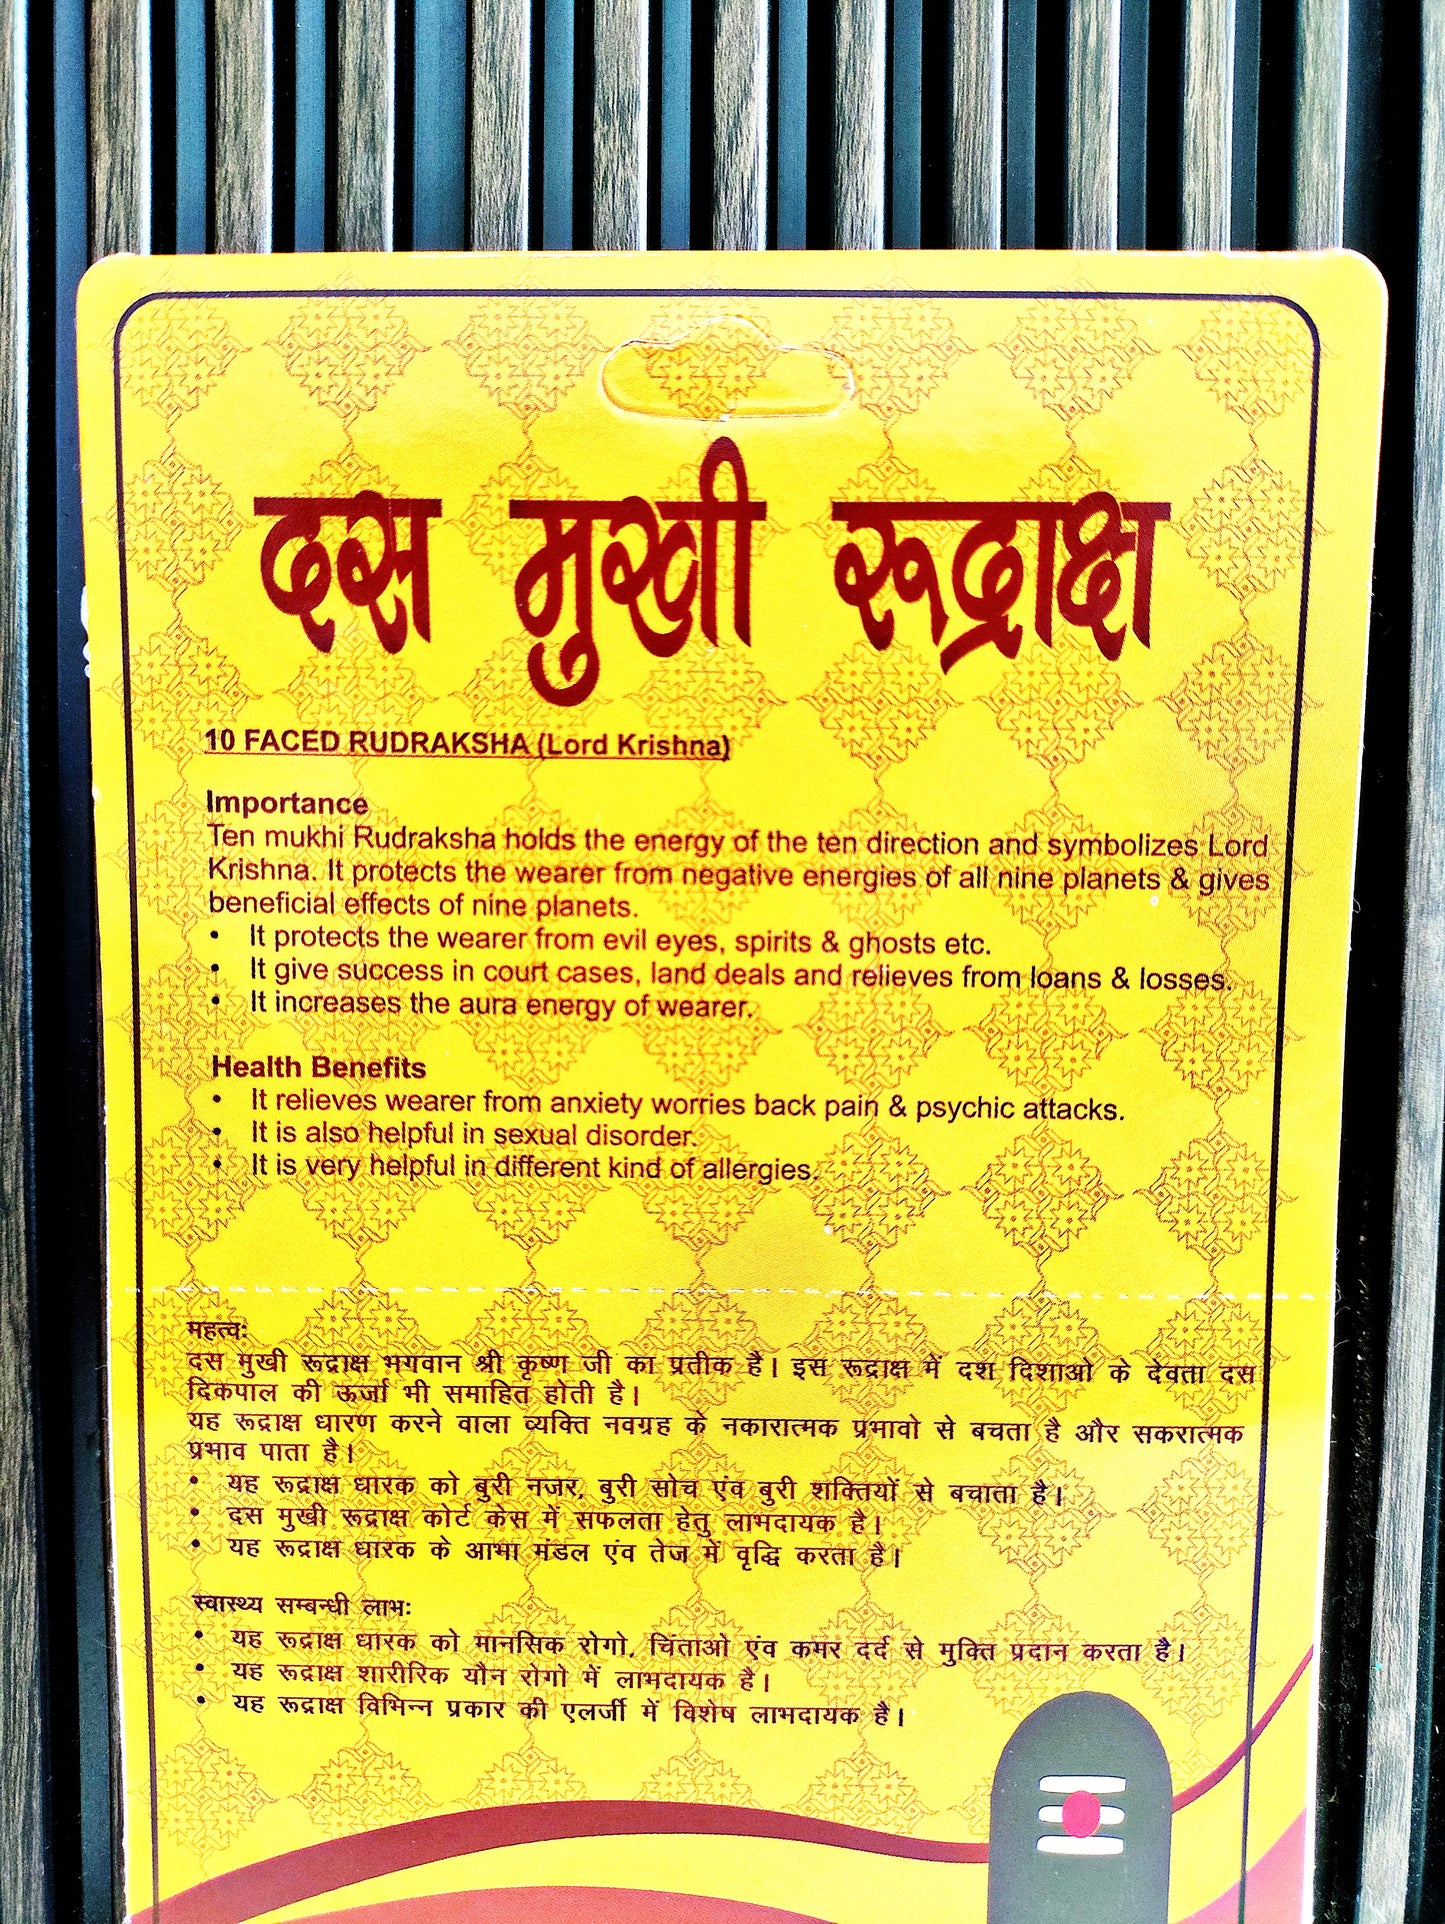 दस मुखी रूद्राक्ष
10 FACED RUDRAKSHA (Lord Krishna)
Importance
Ten mukhi Rudraksha holds the energy of the ten direction and symbolizes Lord
Krishna. It protects the wearer from negative energies of all nine planets & gives
beneficial effects of nine planets.
• It protects the wearer from evil eyes, spirits & ghosts etc.
• It give success in court cases, land deals and relieves from loans & losses.
• It increases the aura energy of wearer.
Health Benefits
• It relieves wearer from anxiety worries back pain & psychic attacks.
• It is also helpful in sexual disorder.
• It is very helpful in different kind of allergies.
महत्व:
दस मुखी रूद्राक्ष भगवान श्री कृष्ण जी का प्रतीक है। इस रूद्राक्ष में दश दिशाओ के देवता दस
दिकपाल की ऊर्जा भी समाहित होती है।
यह रूद्राक्ष धारण करने वाला व्यक्ति नवग्रह के नकारात्मक प्रभावो से बचता है और सकरात्मक
प्रभाव पाता है।
• यह रूद्राक्ष धारक को बुरी नजर, बुरी सोच एंव बुरी शक्तियों से बचाता है।
• दस मुखी रूद्राक्ष कोर्ट केस में सफलता हेतु लाभदायक है।
• यह रूद्राक्ष धारक के आभा मंडल एंव तेज में वृद्धि करता है।
स्वास्थ्य सम्बन्धी लाभः
• यह रूद्राक्ष धारक को मानसिक रोगो, चिंताओ एंव कमर दर्द से मुक्ति प्रदान करता है।
• यह रूद्राक्ष शारीरिक यौन रोगो में लाभदायक है।
• यह रूद्राक्ष विभिन्न प्रकार की एलर्जी में विशेष लाभदायक है।